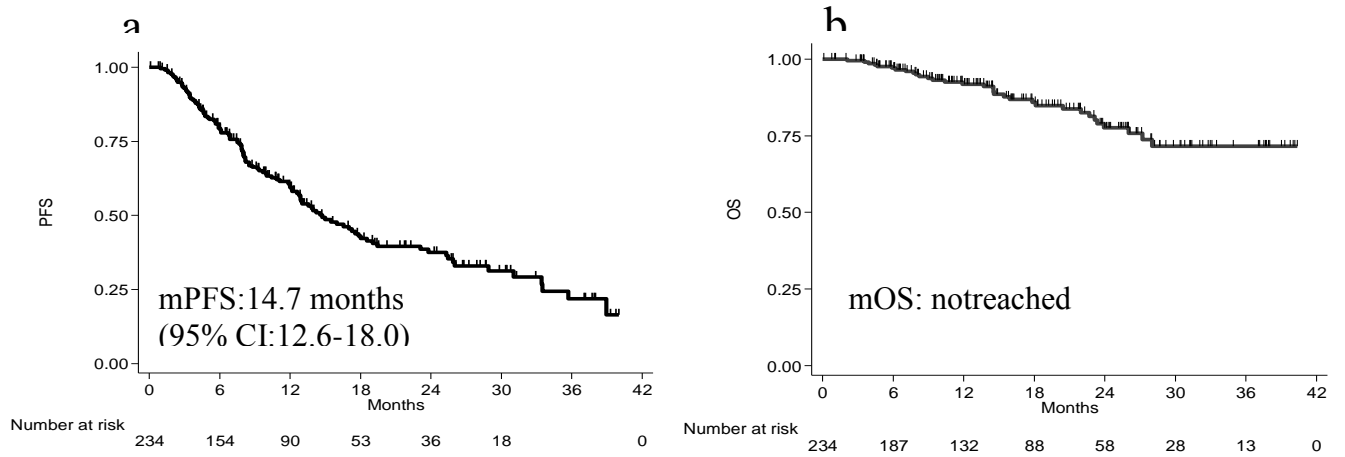 a
1.00
0.75
0.50
0.25
0.00
PFS
mPFS:14.7 months
(95% CI:12.6-18.0)
0 6 12 18 24 30 36 42
Months
Number at risk
234 154 90 53 36 18 0
b
1.00
0.75
0.50
0.25
0.00
OS
mOS: notreached
0 6 12 18 24 30 36 42
Months
Number at risk
234 187 132 88 58 28 13 0